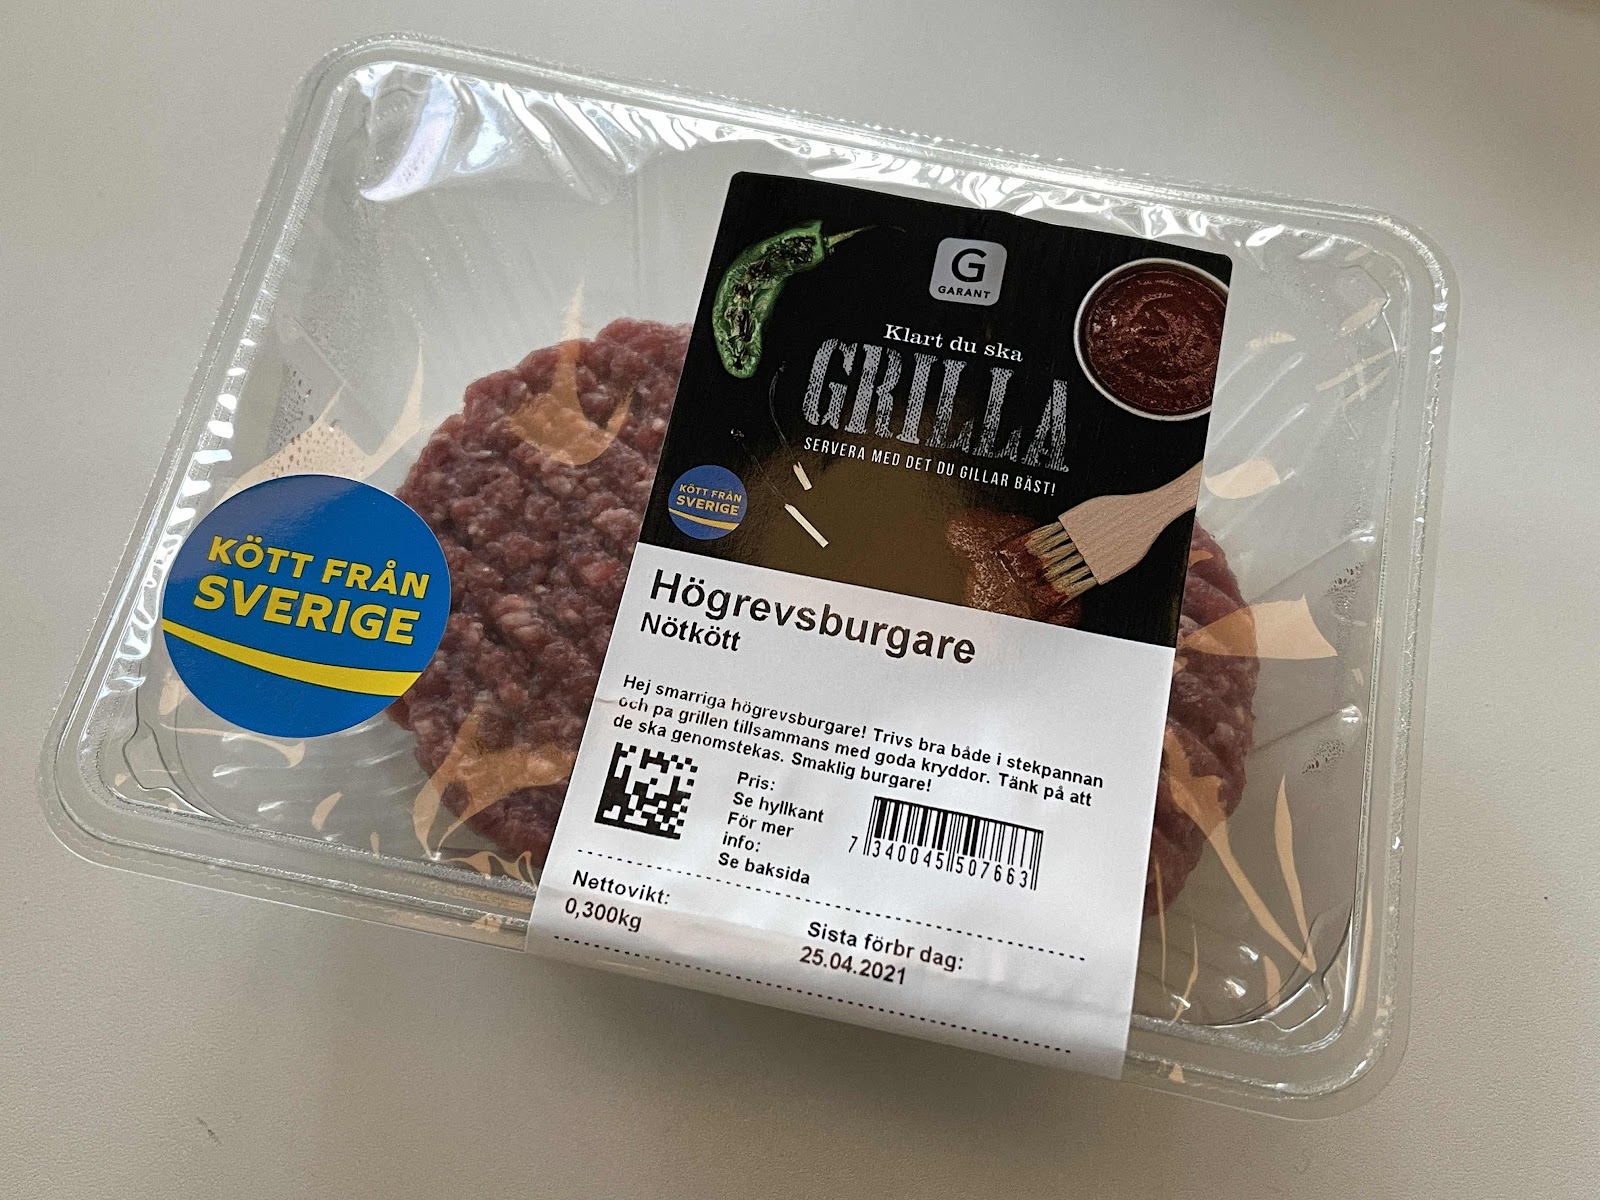 G
GARANT
Klart du ska
GRILLA
SERVERA MED DET DU GILLAR BÄST!
KÖTT FRÅN
SVERIGE
KÖTT FRÅN
SVERIGE
Högrevsburgare
Nötkött
Hej smarriga högrevsburgare! Trivs bra både i stekpannan
och pa grillen tillsammans med goda kryddor. Tänk på att
de ska genomstekas. Smaklig burgare!
Pris:
Se hyllkant
För mer
info:
Se baksida
7 340045 507663
Nettovikt:
0,300kg
Sista förbr dag:
25.04.2021